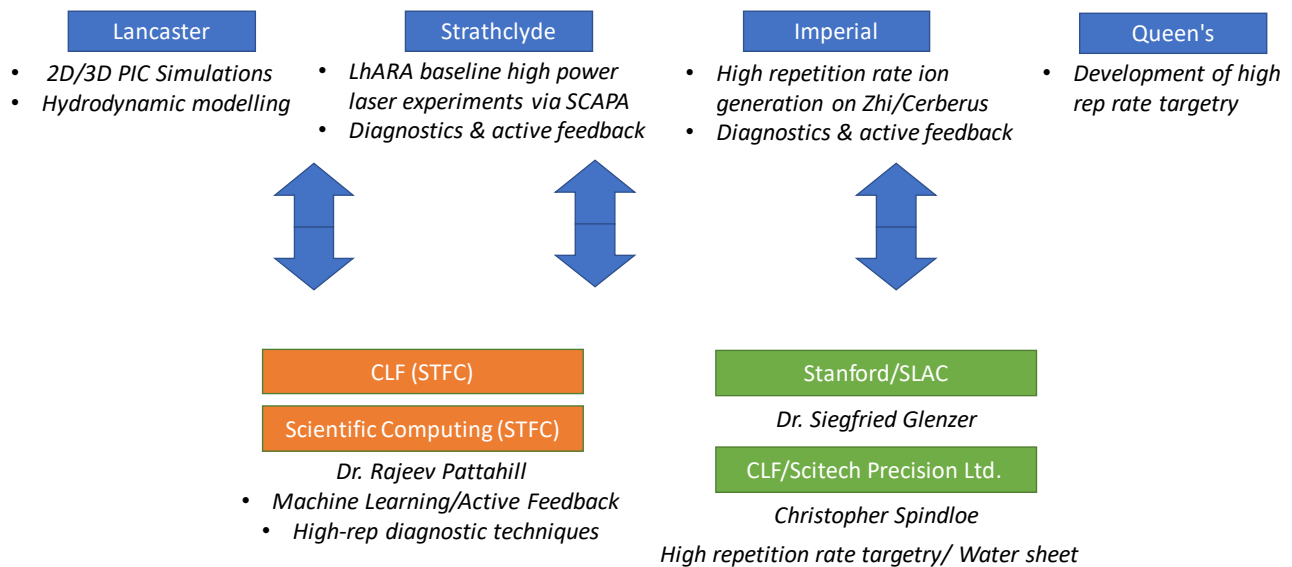 Lancaster
• 2D/3D PIC Simulations
• Hydrodynamic modelling
Strathclyde
• LhARA baseline high power
laser experiments via SCAPA
• Diagnostics & active feedback
Imperial
• High repetition rate ion
generation on Zhi/Cerberus
• Diagnostics & active feedback
Queen's
• Development of high
rep rate targetry
CLF (STFC)
Scientific Computing (STFC)
Dr. Rajeev Pattahill
• Machine Learning/Active Feedback
• High-rep diagnostic techniques
Stanford/SLAC
Dr. Siegfried Glenzer
CLF/Scitech Precision Ltd.
Christopher Spindloe
High repetition rate targetry/ Water sheet